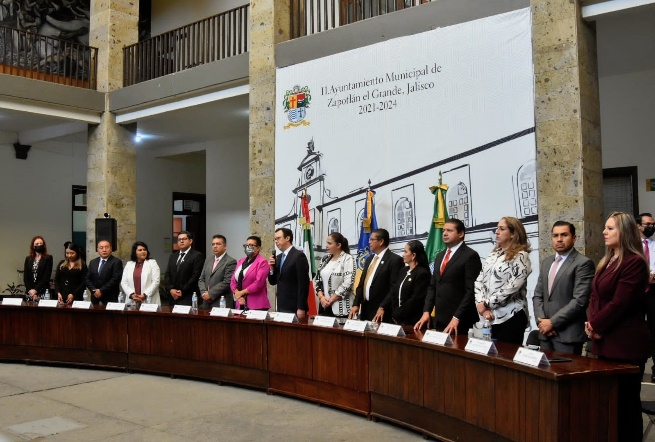 H. Ayuntamiento Municipal de
Zapotlán el Grande, Jalisco
2021-2024